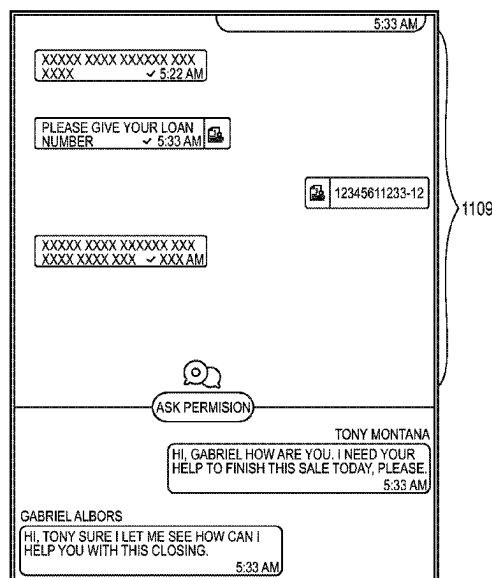 5:33 AM
XXXXX XXXX XXXXXX XXX
XXXX ✓ 5:22 AM
PLEASE GIVE YOUR LOAN
NUMBER ✓ 5:33 AM
12345611233-12
1109
XXXXX XXXX XXXXXX XXX
XXXX XXXX XXX ✓ XXX AM
ASK PERMISION
TONY MONTANA
HI, GABRIEL HOW ARE YOU. I NEED YOUR
HELP TO FINISH THIS SALE TODAY, PLEASE.
5:33 AM
GABRIEL ALBORS
HI, TONY SURE I LET ME SEE HOW CAN I
HELP YOU WITH THIS CLOSING.
5:33 AM